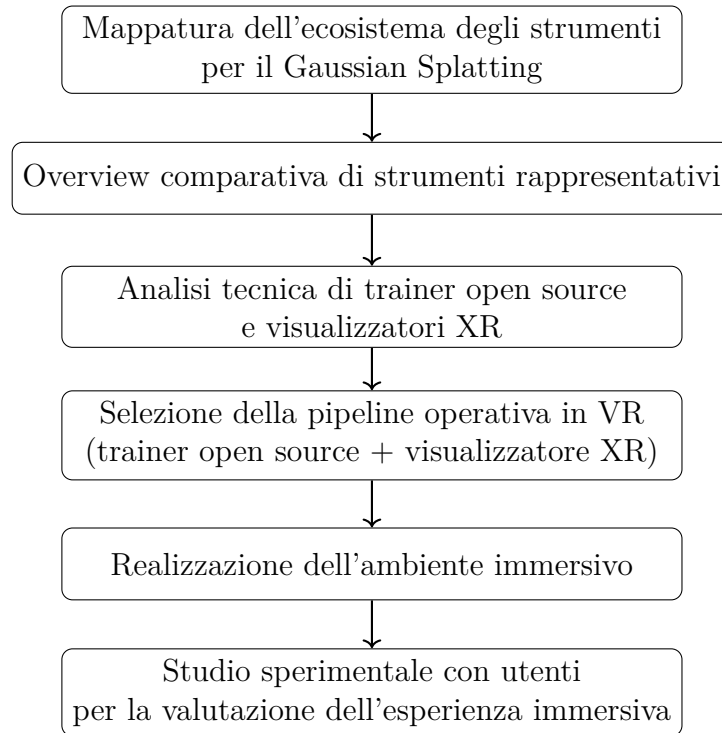 Mappatura dell'ecosistema degli strumenti
per il Gaussian Splatting
Overview comparativa di strumenti rappresentativi
Analisi tecnica di trainer open source
e visualizzatori XR
Selezione della pipeline operativa in VR
(trainer open source + visualizzatore XR)
Realizzazione dell'ambiente immersivo
Studio sperimentale con utenti
per la valutazione dell'esperienza immersiva